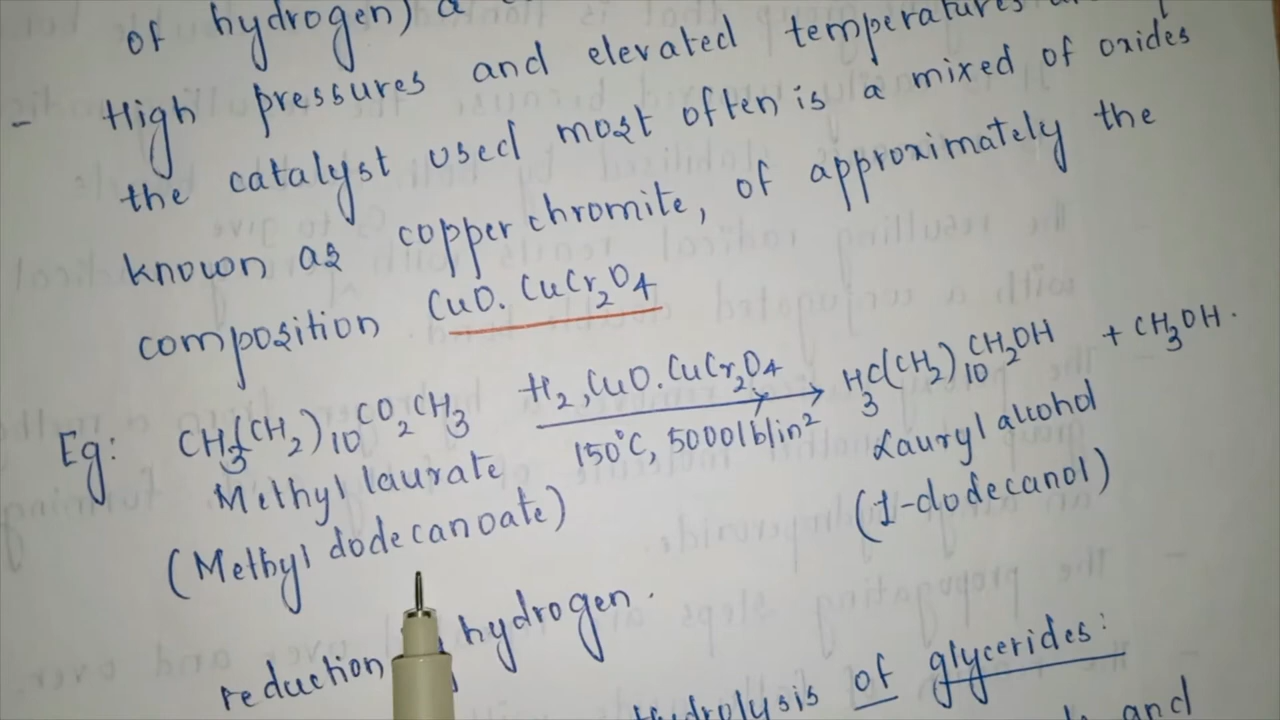 of hydrogen) a
- High pressures and elevated temperatures
the catalyst used most often is a mixed of oxides
known as copper chromite, of approximately the
composition CuO.CuCr2O4
Eg: CH3(CH2)10CO2CH3 H2,CuO.CuCr2O4 H3C(CH2)10CH2OH + CH3OH.
150°C, 5000lb/in²
Methyl laurate Lauryl alcohol
(Methyl dodecanoate) (1-dodecanol)
reduction hydrogen.
Hydrolysis of glycerides:
and